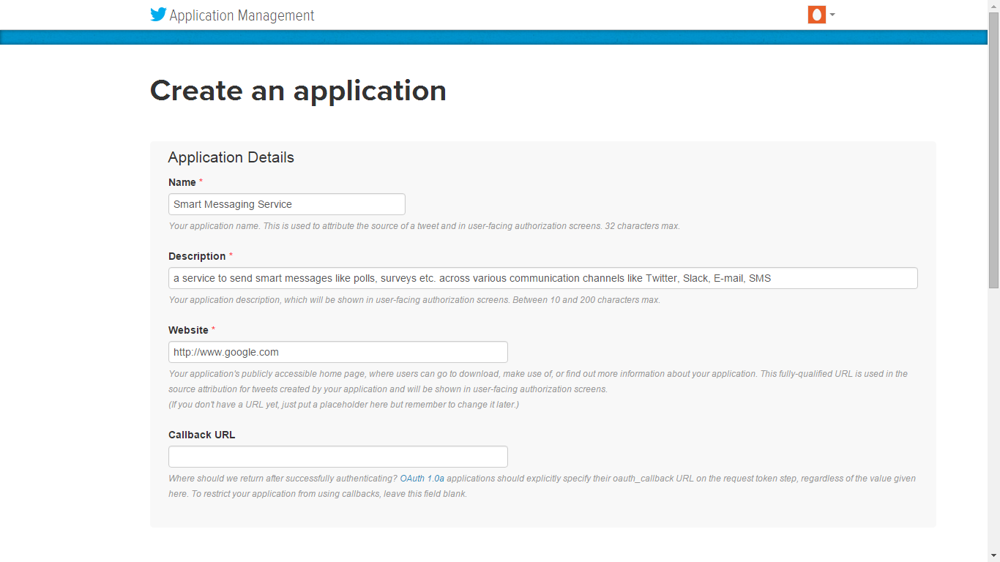 Application Management
Create an application
Application Details
Name *
Smart Messaging Service
Your application name. This is used to attribute the source of a tweet and in user-facing authorization screens. 32 characters max.
Description *
a service to send smart messages like polls, surveys etc. across various communication channels like Twitter, Slack, E-mail, SMS
Your application description, which will be shown in user-facing authorization screens. Between 10 and 200 characters max.
Website *
http://www.google.com
Your application's publicly accessible home page, where users can go to download, make use of, or find out more information about your application. This fully-qualified URL is used in the
source attribution for tweets created by your application and will be shown in user-facing authorization screens.
(If you don't have a URL yet, just put a placeholder here but remember to change it later.)
Callback URL
Where should we return after successfully authenticating? OAuth 1.0a applications should explicitly specify their oauth_callback URL on the request token step, regardless of the value given
here. To restrict your application from using callbacks, leave this field blank.